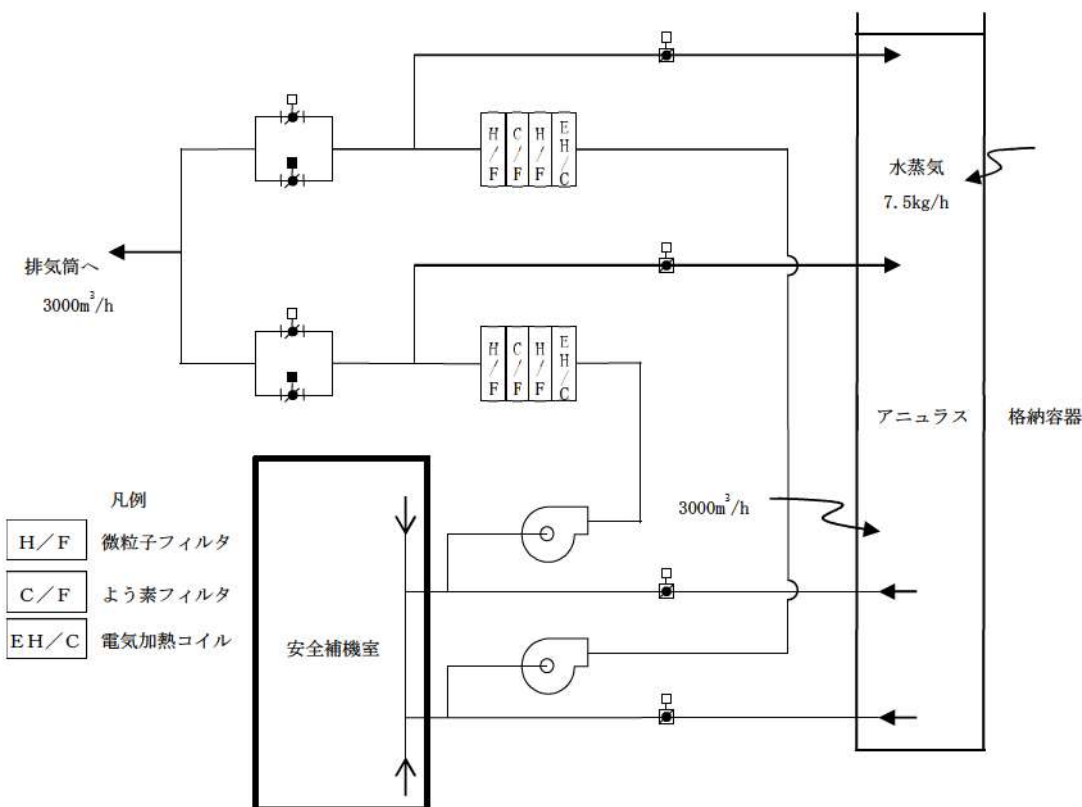 H/F
C/F
H/F
EH/C
水蒸気
7.5kg/h
排気筒へ
3000m³/h
H/F
C/F
H/F
EH/C
アニュラス
格納容器
3000m³/h
凡例
H/F 微粒子フィルタ
C/F よう素フィルタ
EH/C 電気加熱コイル
安全補機室